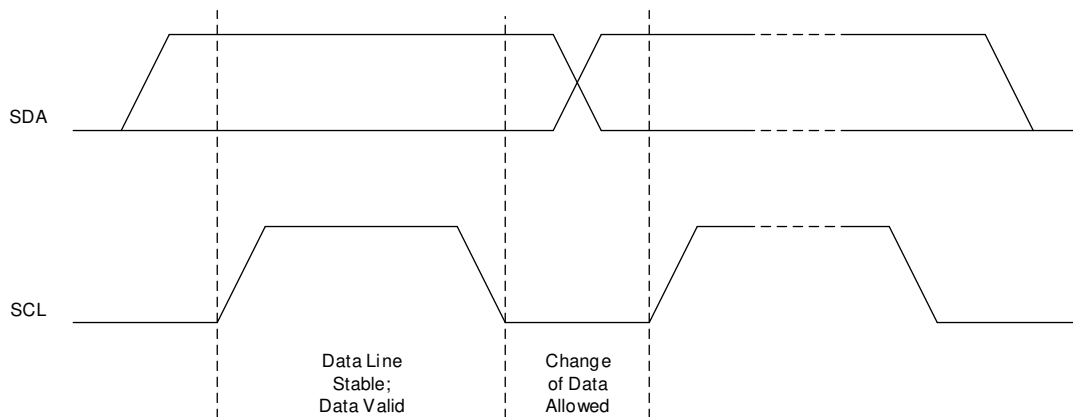 SDA
SCL
Data Line
Stable;
Data Valid
Change
of Data
Allowed